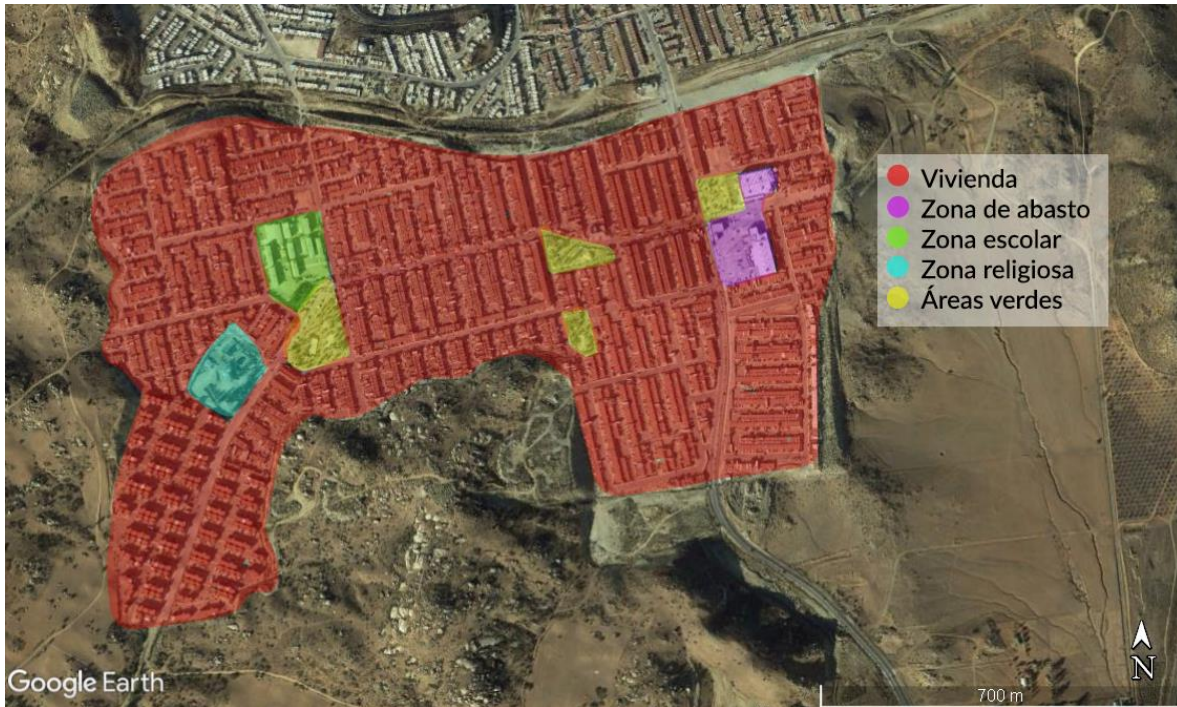 Vivienda
Zona de abasto
Zona escolar
Zona religiosa
Áreas verdes
N
Google Earth
700 m